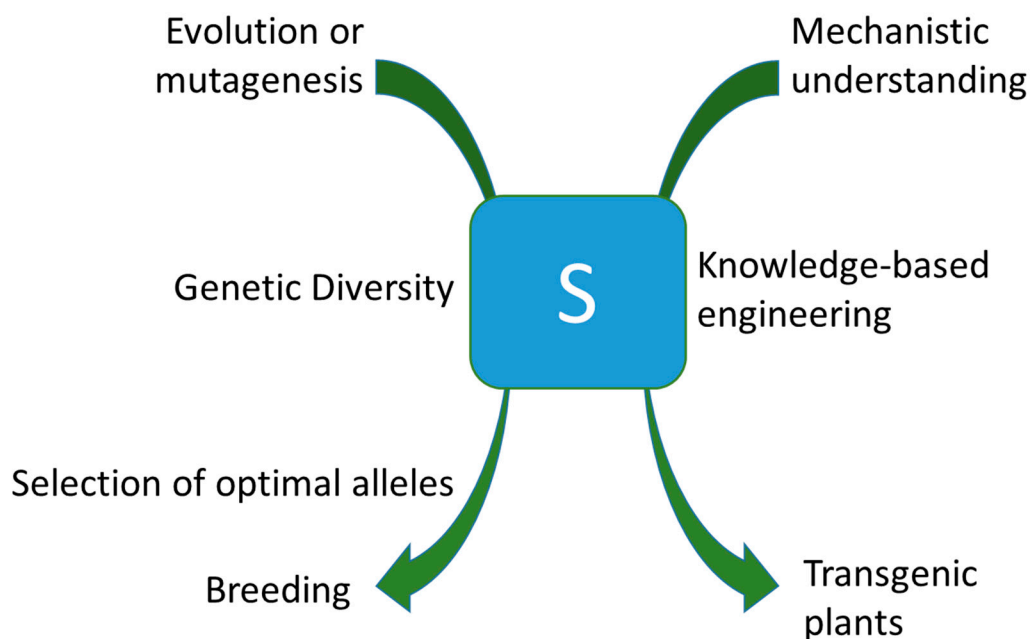 Evolution or
mutagenesis
Mechanistic
understanding
Genetic Diversity
S
Knowledge-based
engineering
Selection of optimal alleles
Breeding
Transgenic
plants